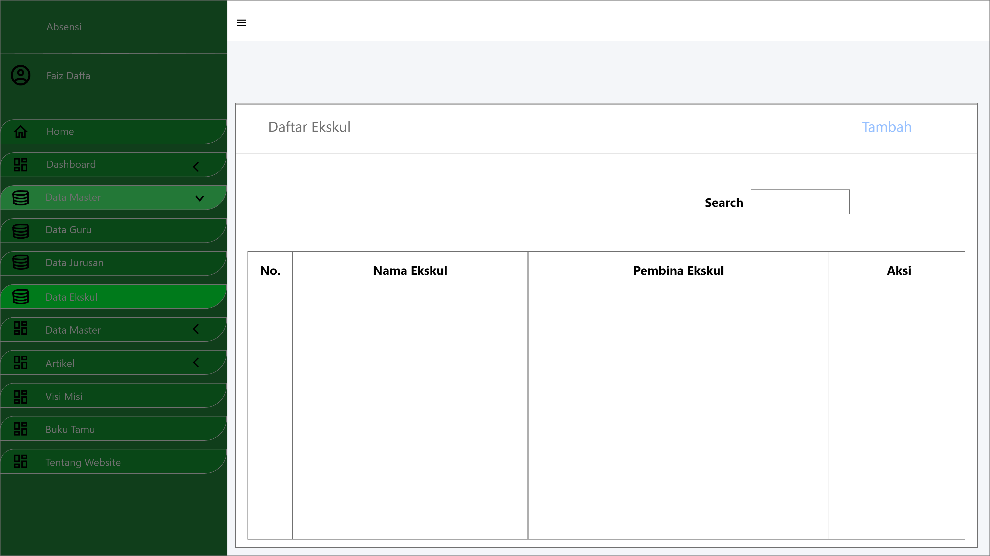 Absensi
Faiz Daffa
Home
Dashboard
Data Master
Data Guru
Data Jurusan
Data Ekskul
Data Master
Artikel
Visi Misi
Buku Tamu
Tentang Website
Daftar Ekskul
Tambah
Search
No. Nama Ekskul Pembina Ekskul Aksi